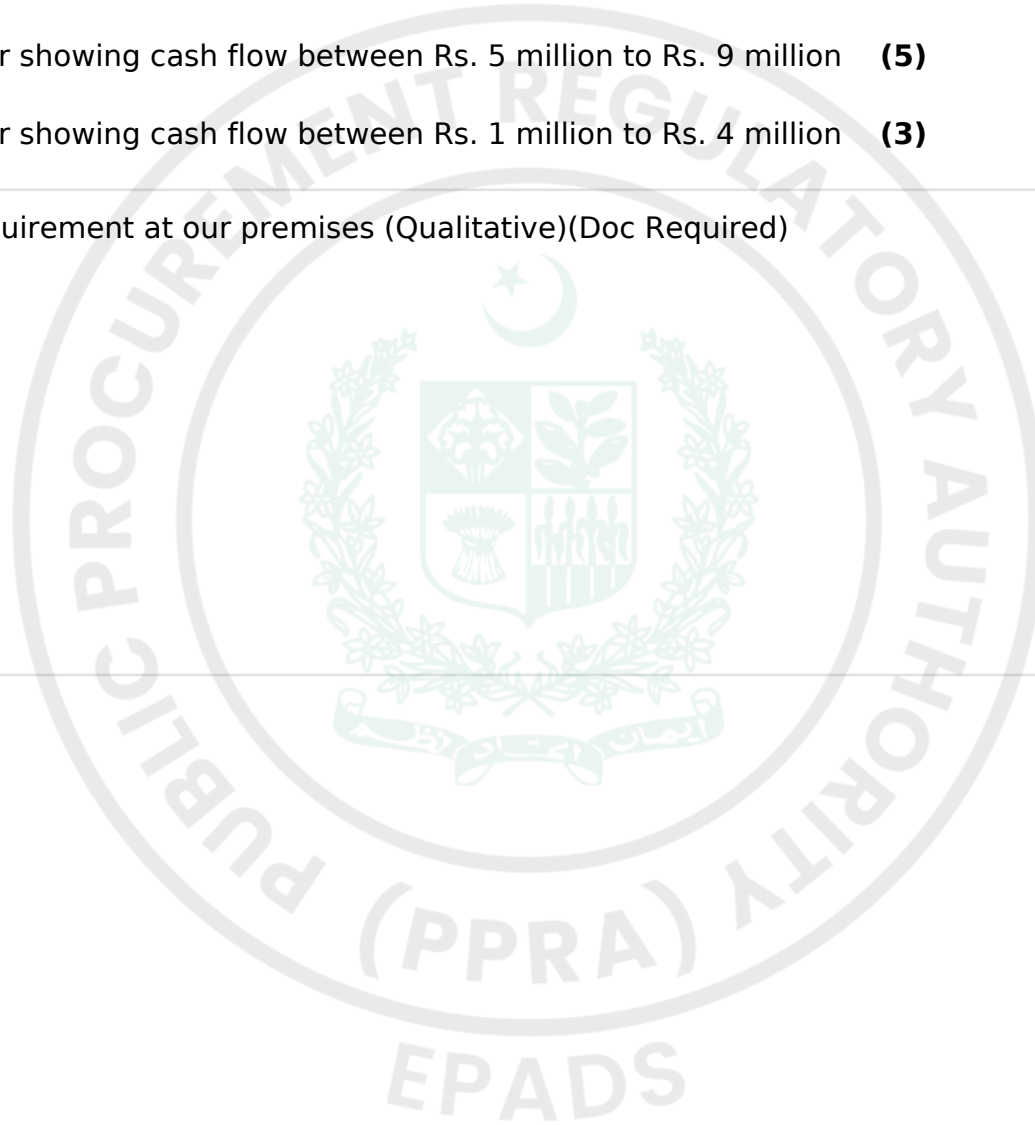 r showing cash flow between Rs. 5 million to Rs. 9 million (5)
r showing cash flow between Rs. 1 million to Rs. 4 million (3)
uirement at our premises (Qualitative)(Doc Required)
PUBLIC PROCUREMENT REGULATORY AUTHORITY
(PPRA)
EPADS